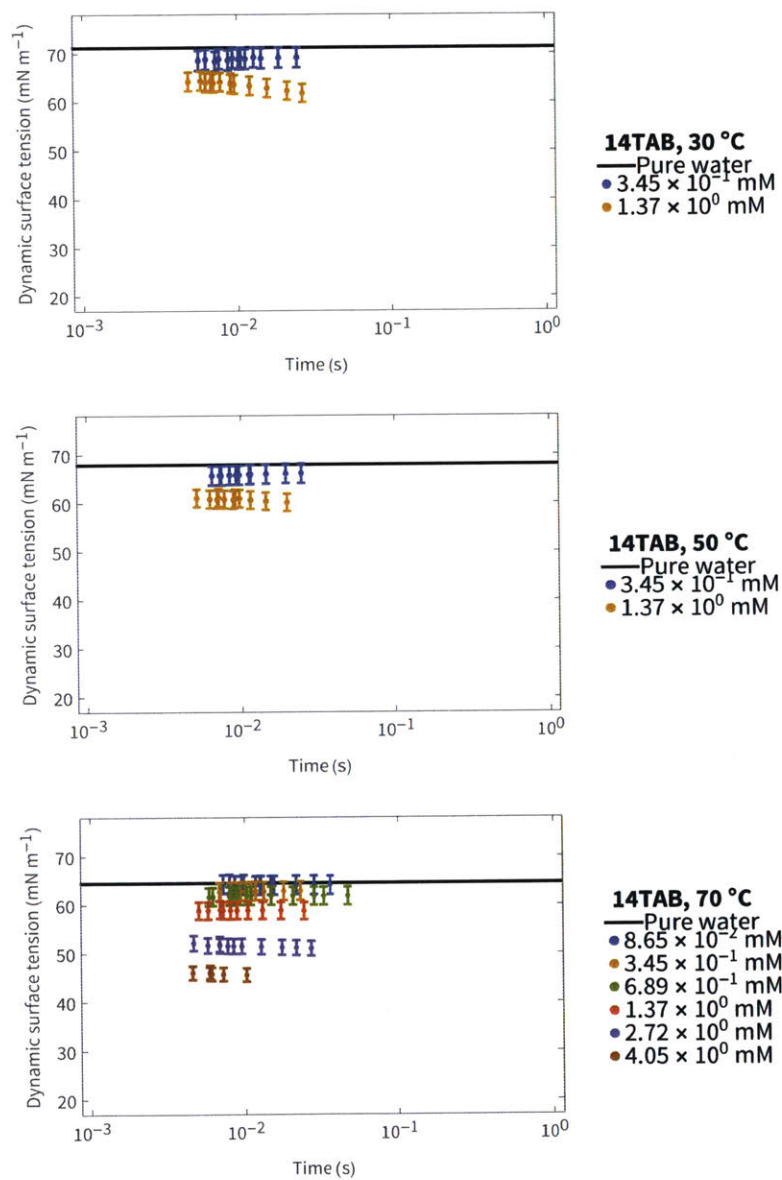 Dynamic surface tension (mN m⁻¹)
70
60
50
40
30
20
10⁻³
10⁻²
10⁻¹
10⁰
Time (s)
14TAB, 30 °C
Pure water
3.45 × 10⁻¹ mM
1.37 × 10⁰ mM
Dynamic surface tension (mN m⁻¹)
70
60
50
40
30
20
10⁻³
10⁻²
10⁻¹
10⁰
Time (s)
14TAB, 50 °C
Pure water
3.45 × 10⁻¹ mM
1.37 × 10⁰ mM
Dynamic surface tension (mN m⁻¹)
70
60
50
40
30
20
10⁻³
10⁻²
10⁻¹
10⁰
Time (s)
14TAB, 70 °C
Pure water
8.65 × 10⁻² mM
3.45 × 10⁻¹ mM
6.89 × 10⁻¹ mM
1.37 × 10⁰ mM
2.72 × 10⁰ mM
4.05 × 10⁰ mM